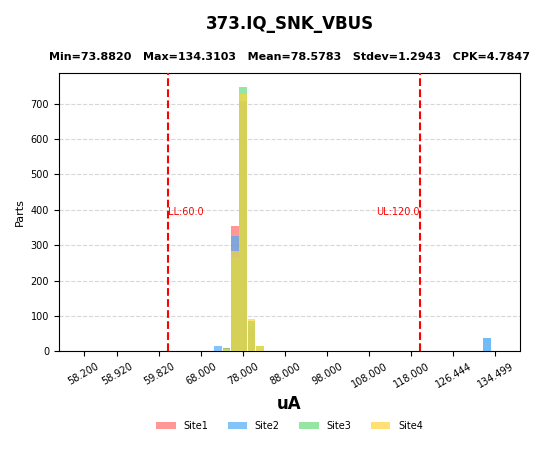 373.IQ_SNK_VBUS
Min=73.8820 Max=134.3103 Mean=78.5783 Stdev=1.2943 CPK=4.7847
700
600
500
400
300
200
100
0
Parts
LL:60.0
UL:120.0
58.200 58.920 59.820 68.000 78.000 88.000 98.000 108.000 118.000 126.444 134.499
uA
Site1 Site2 Site3 Site4